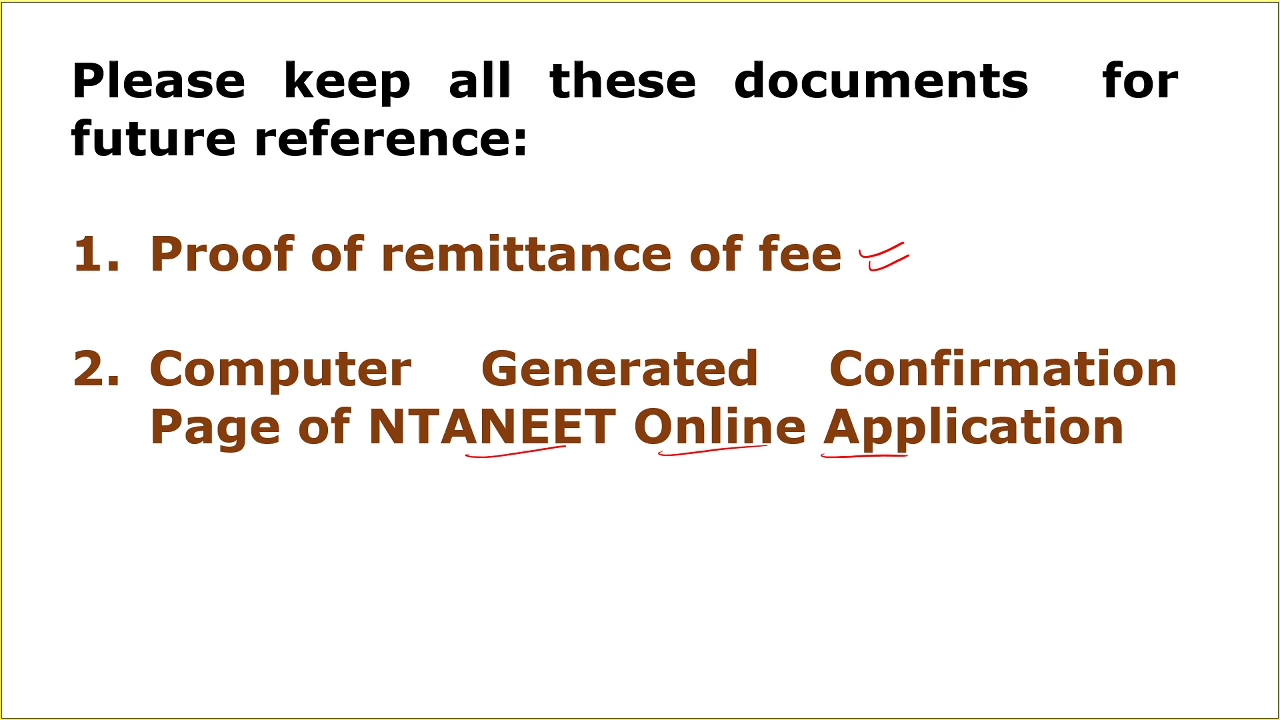 Please keep all these documents for
future reference:
1. Proof of remittance of fee
2. Computer Generated Confirmation
Page of NTANEET Online Application